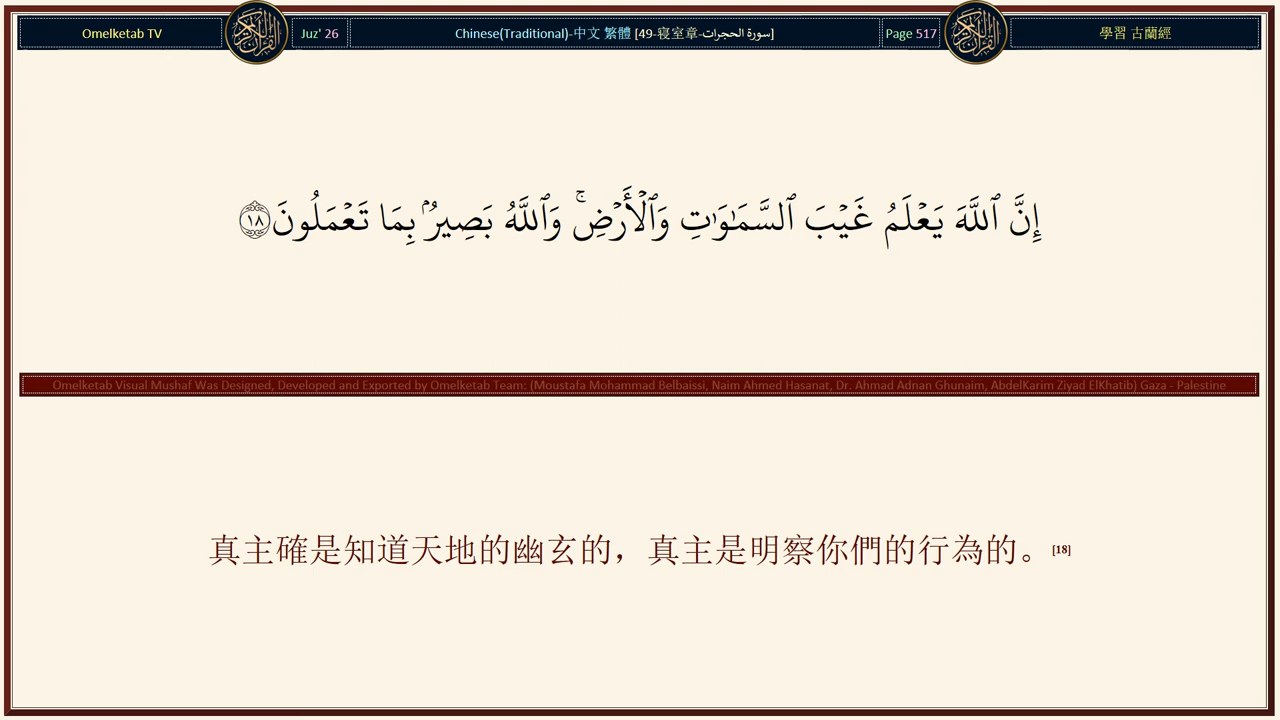 Omelketab TV
Juz' 26
Chinese(Traditional)-中文 繁體 [49-寝室章-سورة الحجرات]
Page 517
學習 古蘭經
إِنَّ ٱللَّهَ يَعۡلَمُ غَيۡبَ ٱلسَّمَٰوَٰتِ وَٱلۡأَرۡضِۚ وَٱللَّهُ بَصِيرُۢ بِمَا تَعۡمَلُونَ ١٨
Omelketab Visual Mushaf Was Designed, Developed and Exported by Omelketab Team: (Moustafa Mohammad Belbaissi, Naim Ahmed Hasanat, Dr. Ahmad Adnan Ghunaim, AbdelKarim Ziyad ElKhatib) Gaza - Palestine
真主確是知道天地的幽玄的，真主是明察你們的行為的。[18]